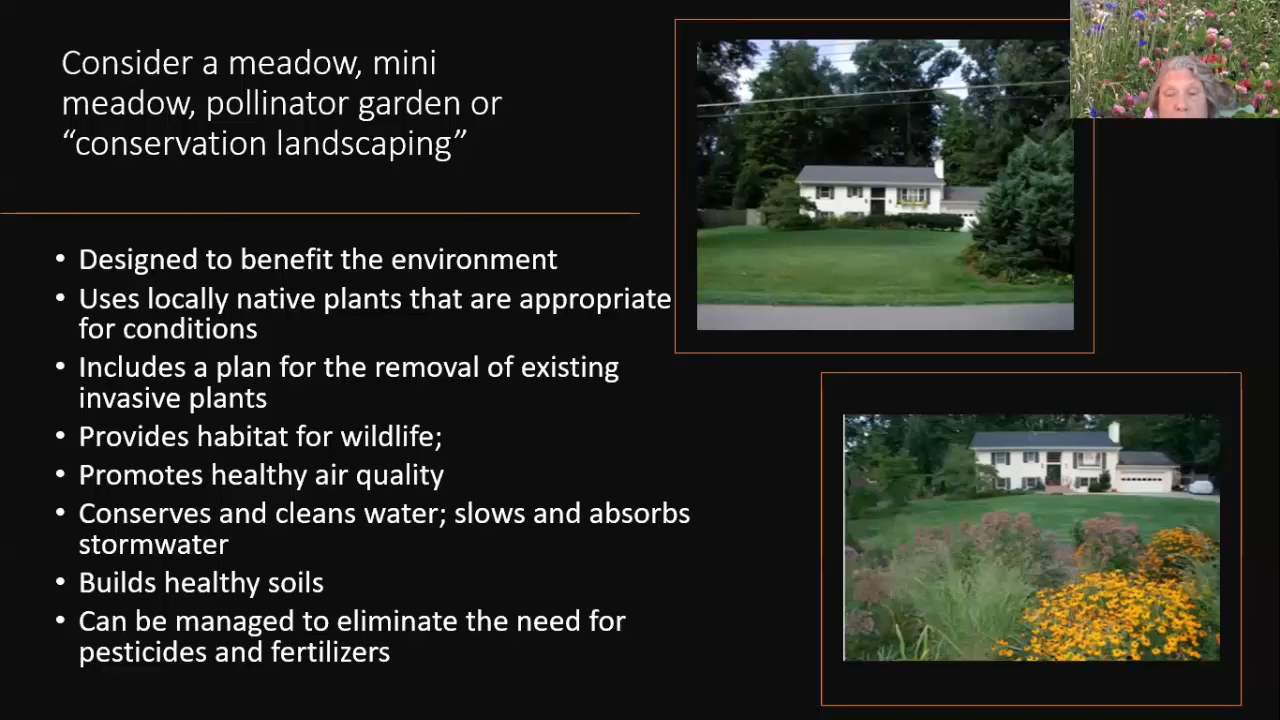 Consider a meadow, mini
meadow, pollinator garden or
“conservation landscaping”
• Designed to benefit the environment
• Uses locally native plants that are appropriate
for conditions
• Includes a plan for the removal of existing
invasive plants
• Provides habitat for wildlife;
• Promotes healthy air quality
• Conserves and cleans water; slows and absorbs
stormwater
• Builds healthy soils
• Can be managed to eliminate the need for
pesticides and fertilizers